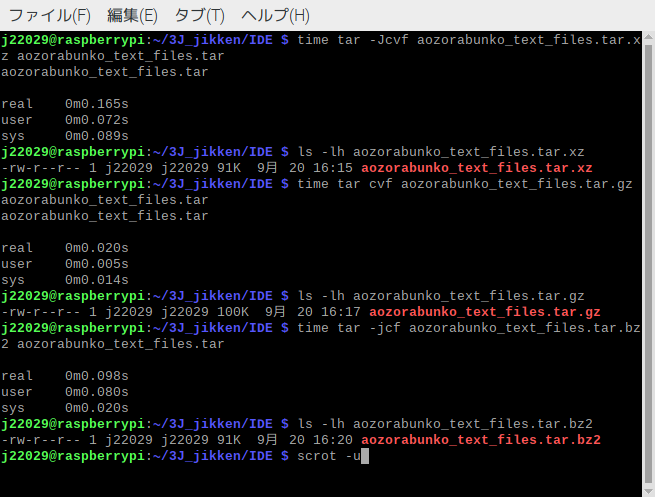 ファイル(F) 編集(E) タブ(T) ヘルプ(H)
j22029@raspberrypi:~/3J_jikken/IDE $ time tar -Jcvf aozorabunko_text_files.tar.x
z aozorabunko_text_files.tar
aozorabunko_text_files.tar
real 0m0.165s
user 0m0.072s
sys 0m0.089s
j22029@raspberrypi:~/3J_jikken/IDE $ ls -lh aozorabunko_text_files.tar.xz
-rw-r--r-- 1 j22029 j22029 91K 9月 20 16:15 aozorabunko_text_files.tar.xz
j22029@raspberrypi:~/3J_jikken/IDE $ time tar cvf aozorabunko_text_files.tar.gz
aozorabunko_text_files.tar
aozorabunko_text_files.tar
real 0m0.020s
user 0m0.005s
sys 0m0.014s
j22029@raspberrypi:~/3J_jikken/IDE $ ls -lh aozorabunko_text_files.tar.gz
-rw-r--r-- 1 j22029 j22029 100K 9月 20 16:17 aozorabunko_text_files.tar.gz
j22029@raspberrypi:~/3J_jikken/IDE $ time tar -jcf aozorabunko_text_files.tar.bz
2 aozorabunko_text_files.tar
real 0m0.098s
user 0m0.080s
sys 0m0.020s
j22029@raspberrypi:~/3J_jikken/IDE $ ls -lh aozorabunko_text_files.tar.bz2
-rw-r--r-- 1 j22029 j22029 91K 9月 20 16:20 aozorabunko_text_files.tar.bz2
j22029@raspberrypi:~/3J_jikken/IDE $ scrot -u